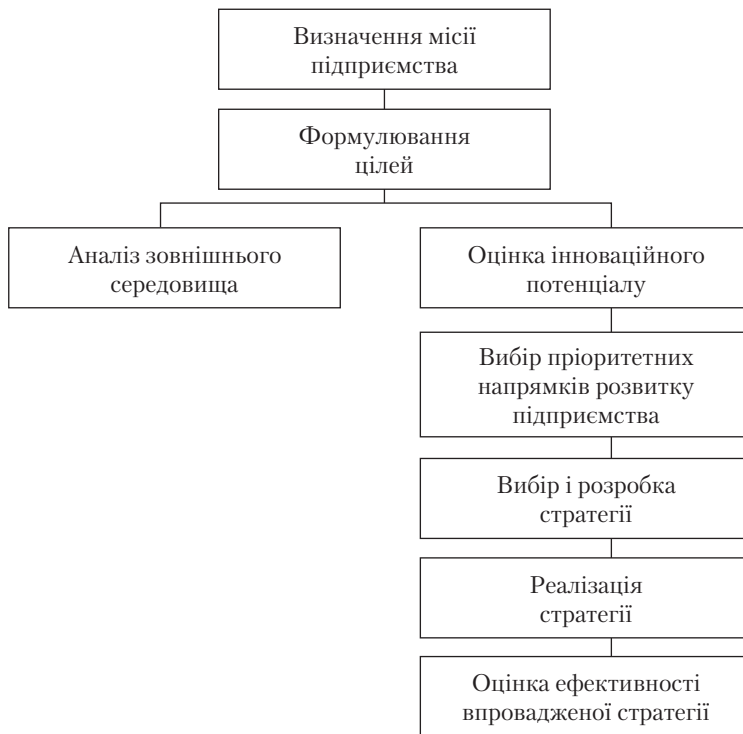 Визначення місії
підприємства
Формулювання
цілей
Аналіз зовнішнього
середовища
Оцінка інноваційного
потенціалу
Вибір пріоритетних
напрямків розвитку
підприємства
Вибір і розробка
стратегії
Реалізація
стратегії
Оцінка ефективності
впровадженої стратегії